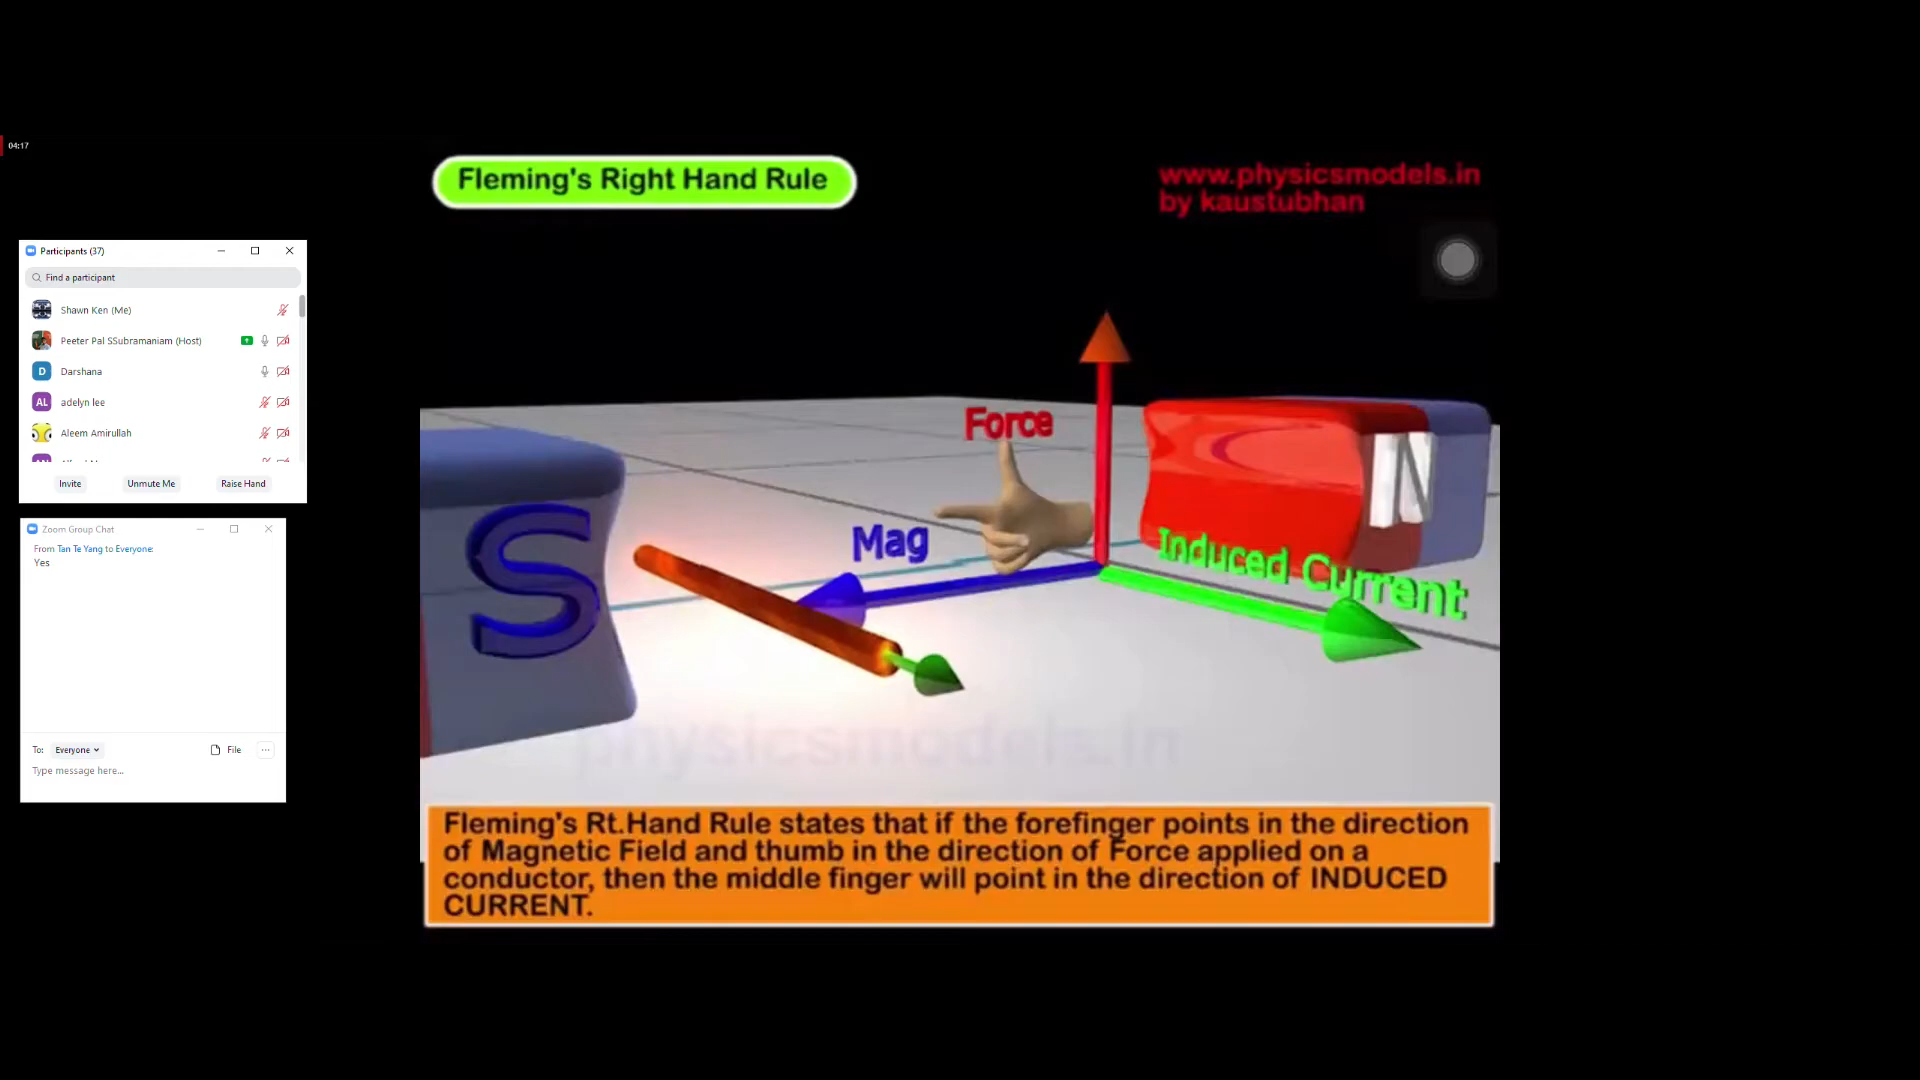 04:17
Fleming's Right Hand Rule
www.physicsmodels.in
by kaustubhan
Participants (37)
Find a participant
Shawn Ken (Me)
Peeter Pal SSubramaniam (Host)
D
Darshana
AL
adelyn lee
Aleem Amirullah
Invite
Unmute Me
Raise Hand
Zoom Group Chat
From Tan Te Yang to Everyone:
Yes
To:
Everyone
File
Type message here...
Force
N
Mag
Induced Current
S
physicsmodels.in
Fleming's Rt.Hand Rule states that if the forefinger points in the direction
of Magnetic Field and thumb in the direction of Force applied on a
conductor, then the middle finger will point in the direction of INDUCED
CURRENT.